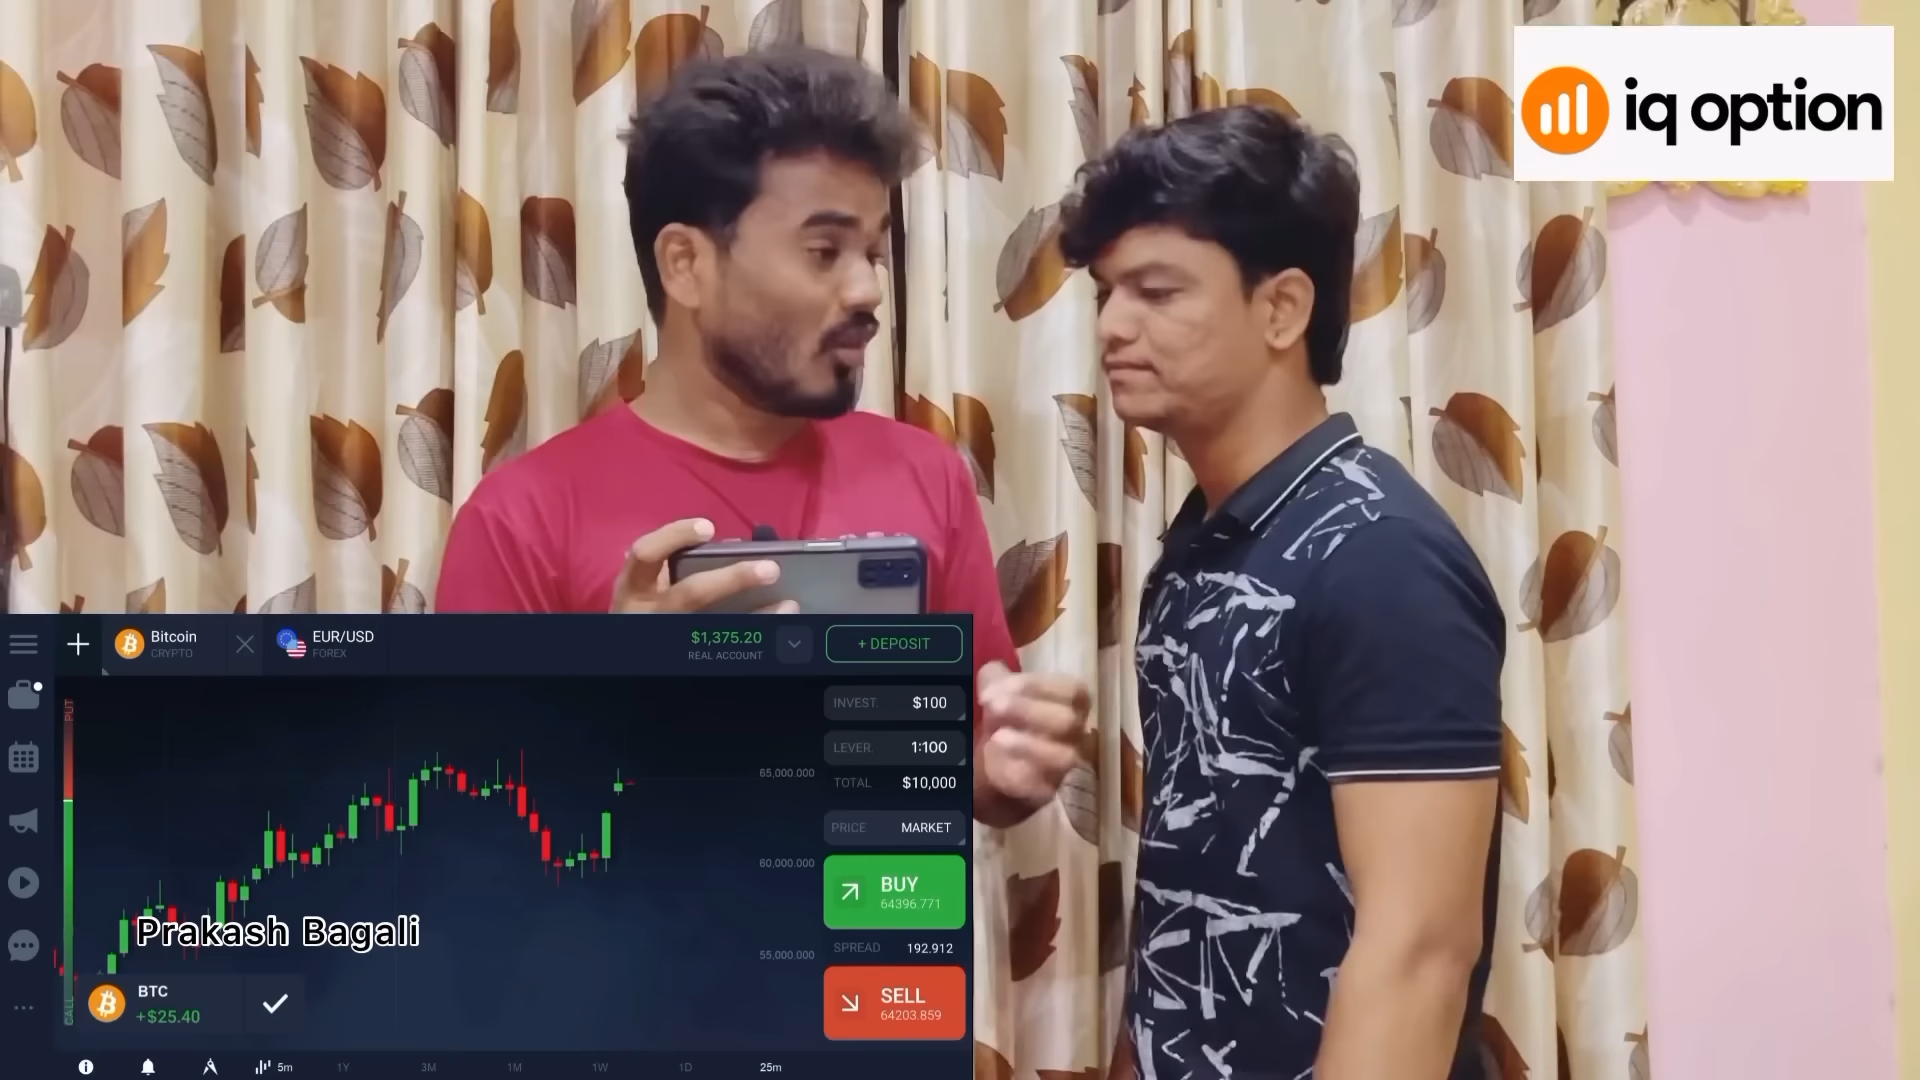 iq option
Bitcoin
CRYPTO
EUR/USD
FOREX
$1,375.20
REAL ACCOUNT
+ DEPOSIT
PUT
INVEST.
$100
LEVER.
1:100
TOTAL
$10,000
PRICE
MARKET
65,000.000
60,000.000
55,000.000
BUY
64396.771
SPREAD
192.912
SELL
64203.859
Prakash Bagali
BTC
+$25.40
CALL
5m
1Y
3M
1M
1W
1D
25m